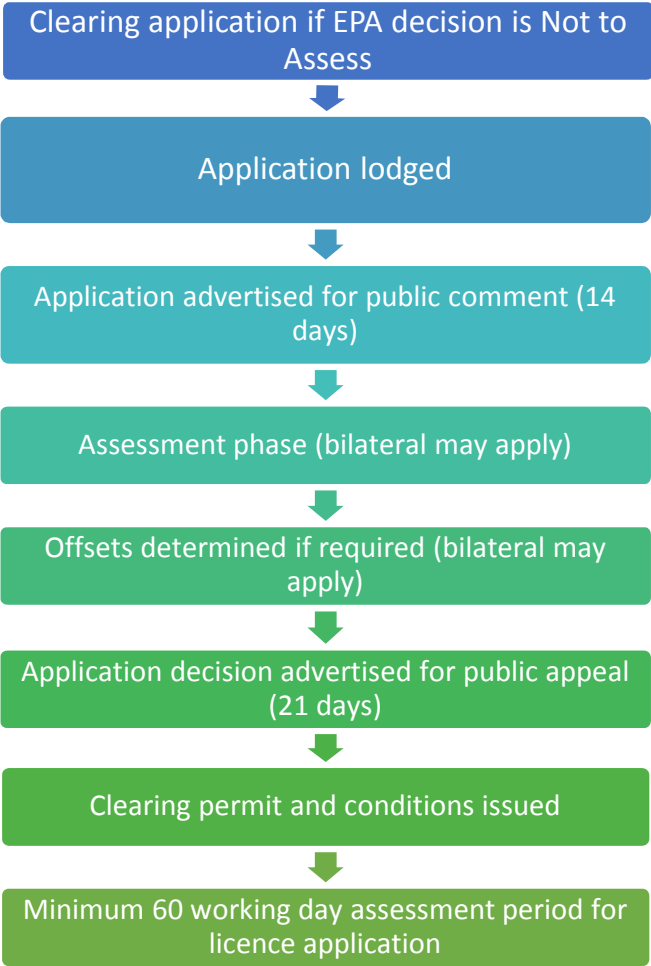 Clearing application if EPA decision is Not to
Assess
Application lodged
Application advertised for public comment (14
days)
Assessment phase (bilateral may apply)
Offsets determined if required (bilateral may
apply)
Application decision advertised for public appeal
(21 days)
Clearing permit and conditions issued
Minimum 60 working day assessment period for
licence application